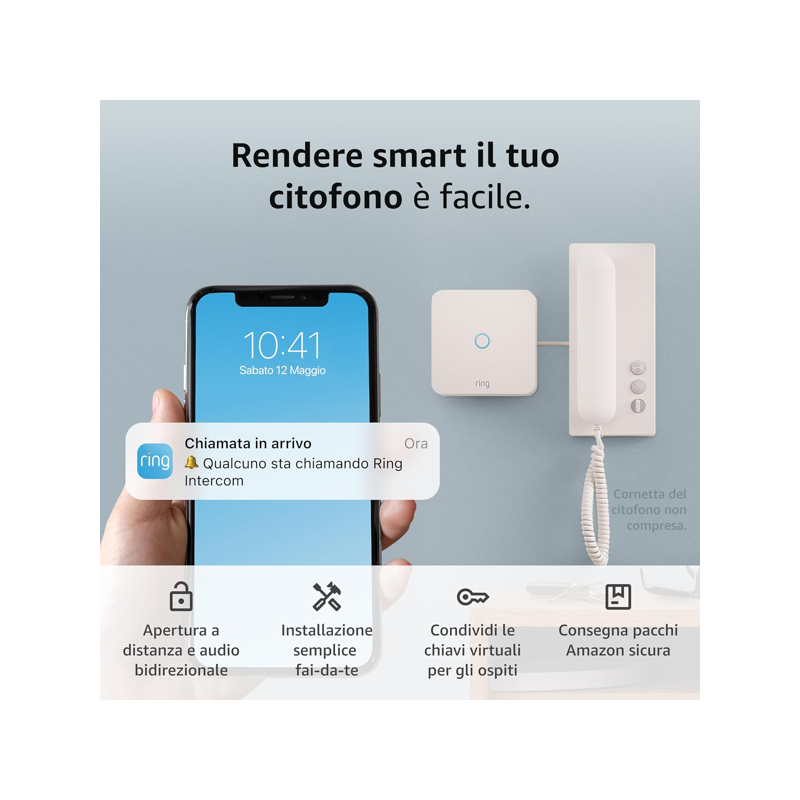 Rendere smart il tuo
citofono è facile.
10:41
Sabato 12 Maggio
ring
Chiamata in arrivo
Ora
ring
🔔 Qualcuno sta chiamando Ring
Intercom
Cornetta del
citofono non
compresa.
Apertura a
distanza e audio
bidirezionale
Installazione
semplice
fai-da-te
Condividi le
chiavi virtuali
per gli ospiti
Consegna pacchi
Amazon sicura